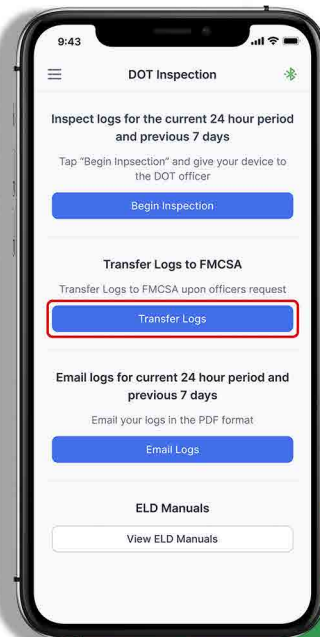 9:43
DOT Inspection
Inspect logs for the current 24 hour period
and previous 7 days
Tap "Begin Inpsection" and give your device to
the DOT officer
Begin Inspection
Transfer Logs to FMCSA
Transfer Logs to FMCSA upon officers request
Transfer Logs
Email logs for current 24 hour period and
previous 7 days
Email your logs in the PDF format
Email Logs
ELD Manuals
View ELD Manuals